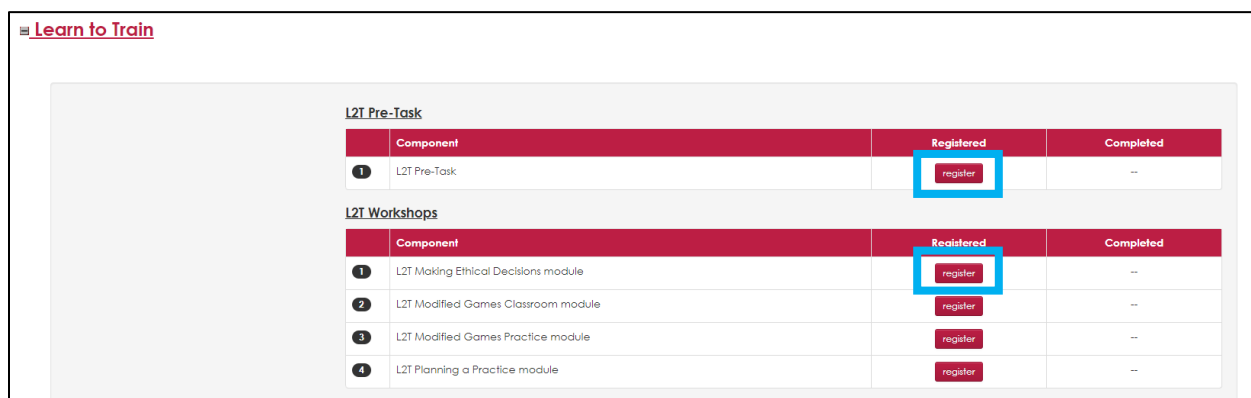 Learn to Train
L2T Pre-Task
Component Registered Completed
1 L2T Pre-Task register --
L2T Workshops
Component Registered Completed
1 L2T Making Ethical Decisions module register --
2 L2T Modified Games Classroom module register --
3 L2T Modified Games Practice module register --
4 L2T Planning a Practice module register --